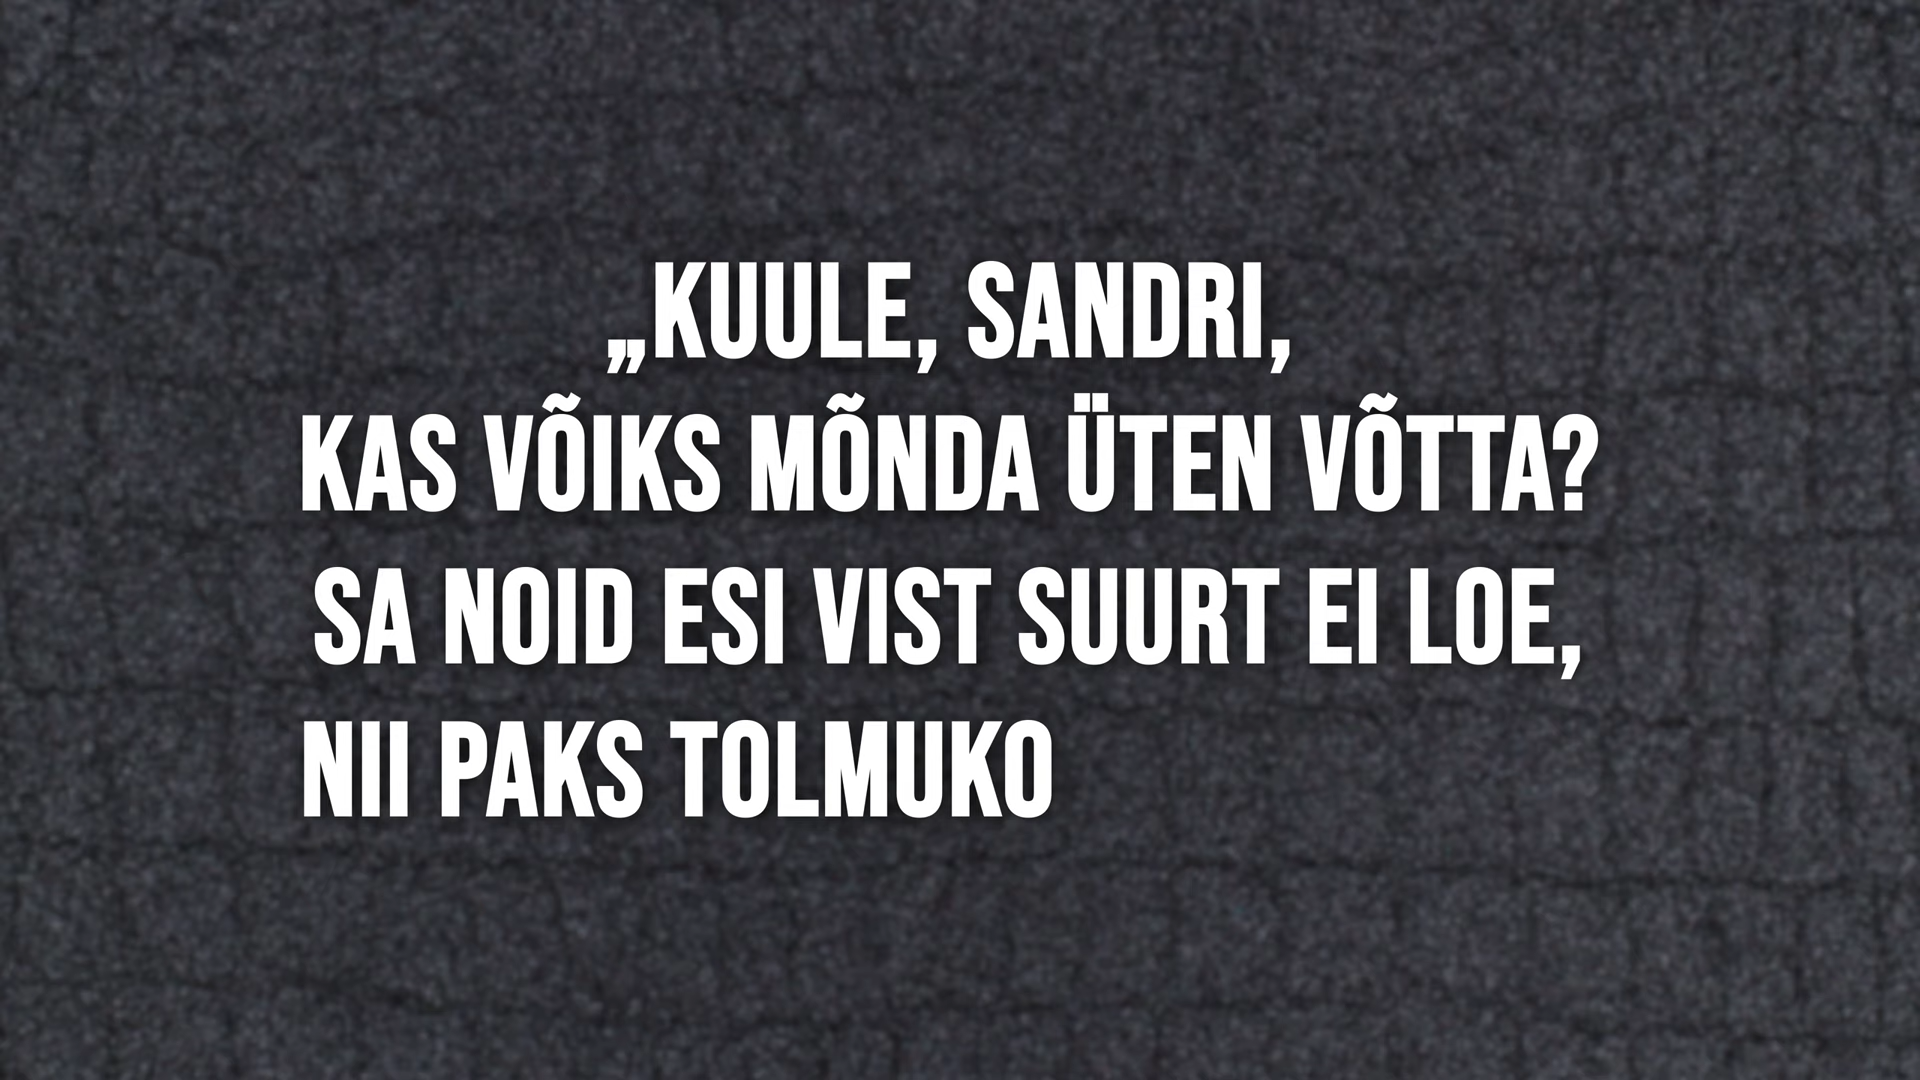 „KUULE, SANDRI,
KAS VÕIKS MÕNDA ÜTEN VÕTTA?
SA NOID ESI VIST SUURT EI LOE,
NII PAKS TOLMUKO